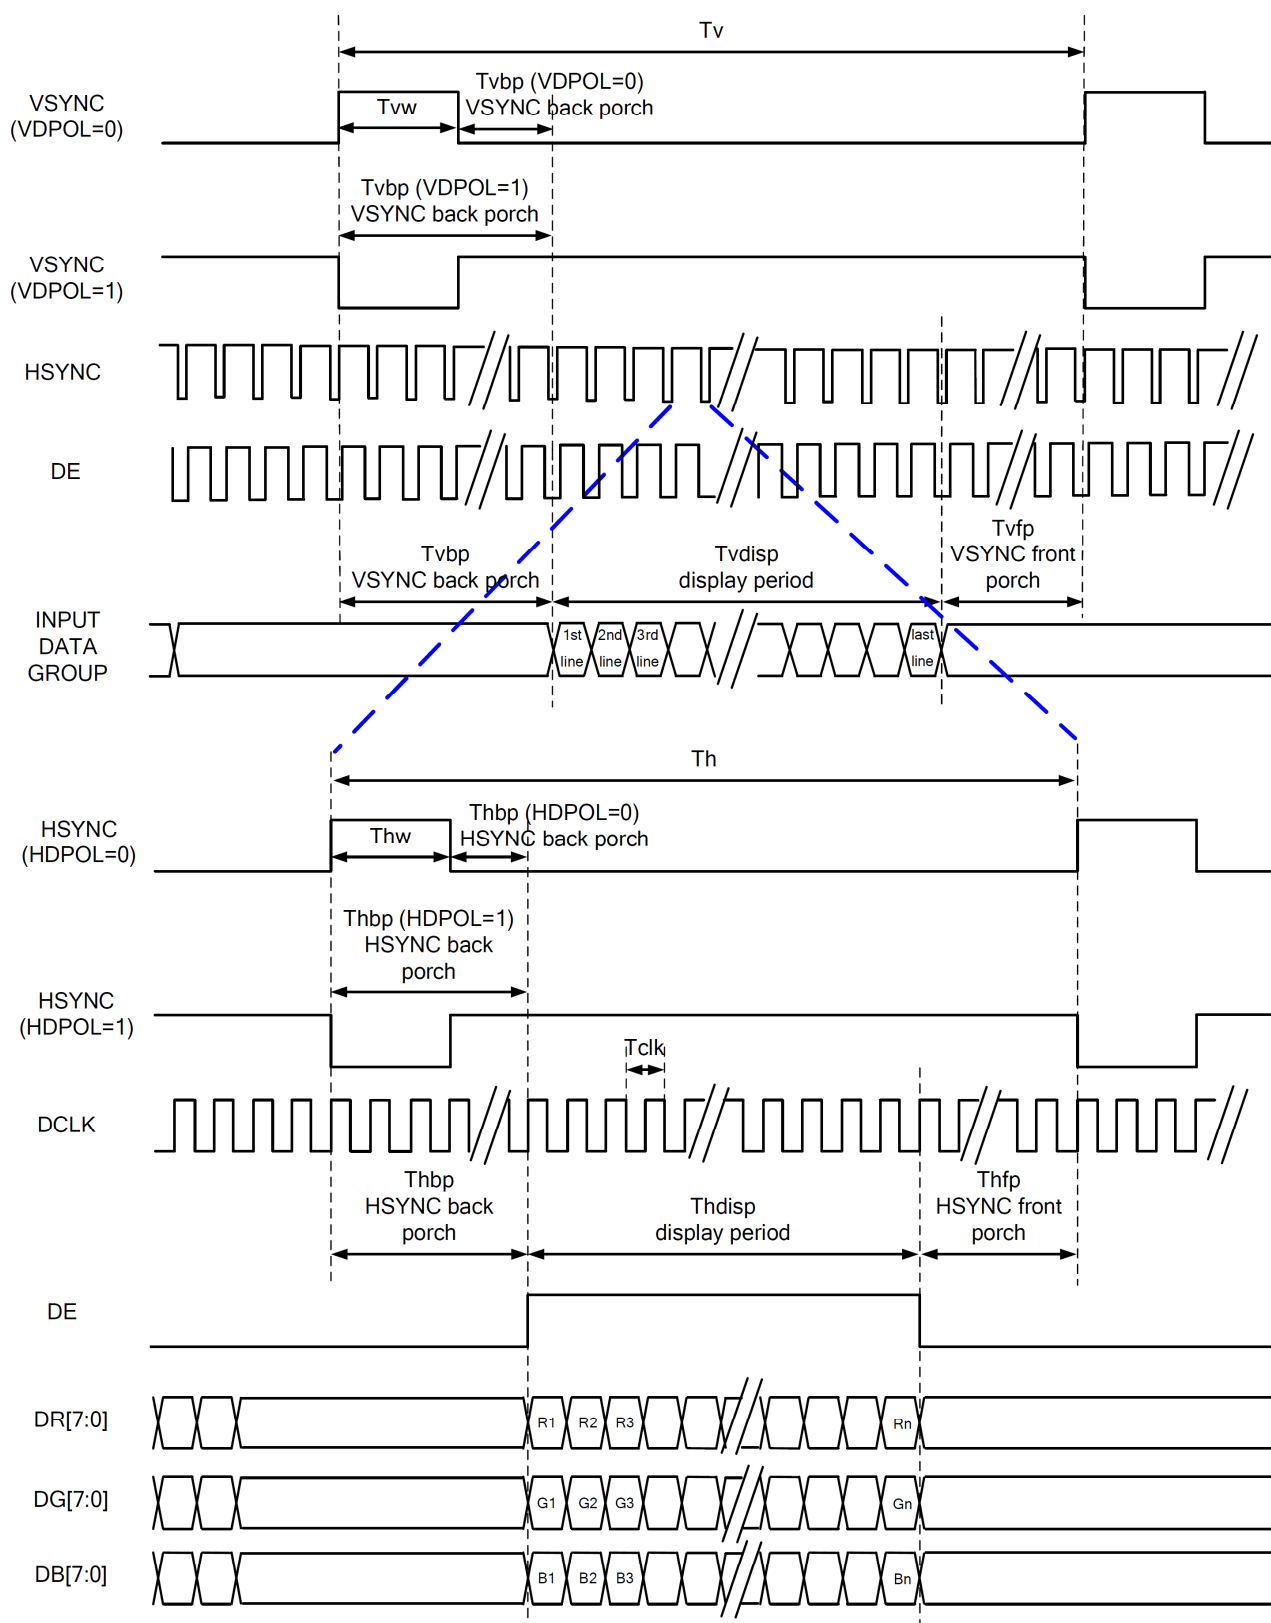 Tv
VSYNC
(VDPOL=0)
Tvw
Tvbp (VDPOL=0)
VSYNC back porch
Tvbp (VDPOL=1)
VSYNC back porch
VSYNC
(VDPOL=1)
HSYNC
DE
Tvbp
VSYNC back porch
Tvdisp
display period
Tvfp
VSYNC front
porch
INPUT
DATA
GROUP
1st
line
2nd
line
3rd
line
last
line
Th
HSYNC
(HDPOL=0)
Thw
Thbp (HDPOL=0)
HSYNC back porch
Thbp (HDPOL=1)
HSYNC back
porch
HSYNC
(HDPOL=1)
Tclk
DCLK
Thbp
HSYNC back
porch
Thdisp
display period
Thfp
HSYNC front
porch
DE
DR[7:0]
R1 R2 R3 Rn
DG[7:0]
G1 G2 G3 Gn
DB[7:0]
B1 B2 B3 Bn